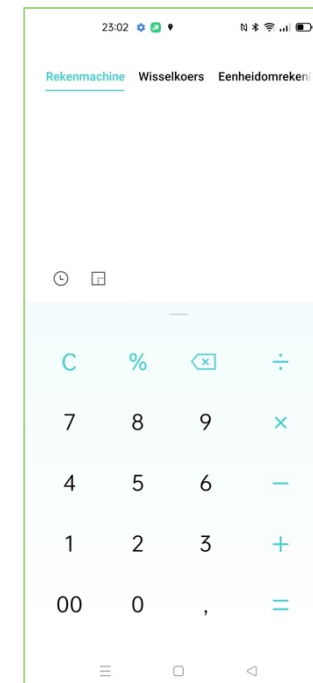 23:02
Rekenmachine Wisselkoers Eenheidomrekeni
C % ÷
7 8 9 ×
4 5 6 −
1 2 3 +
00 0 , =